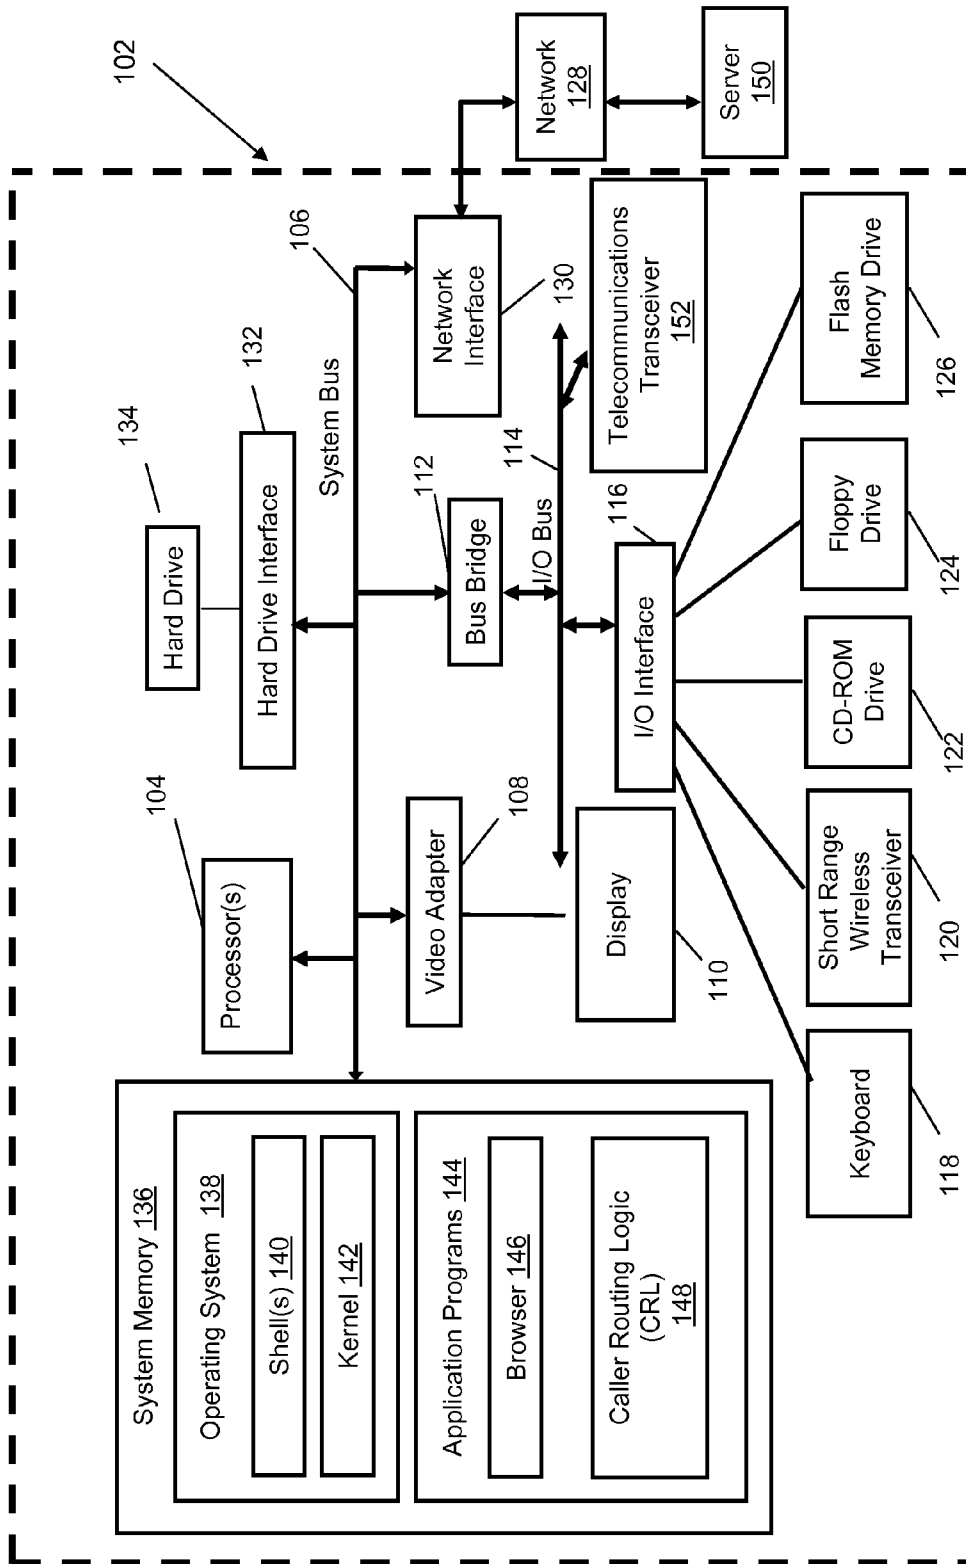 102
System Memory 136
Operating System 138
Shell(s) 140
Kernel 142
Application Programs 144
Browser 146
Caller Routing Logic
(CRL)
148
104
Processor(s)
134
Hard Drive
132
Hard Drive Interface
System Bus
106
Video Adapter
108
112
Bus Bridge
Network
Interface
130
Network
128
Server
150
Display
110
I/O Bus
114
116
I/O Interface
Telecommunications
Transceiver
152
Keyboard
118
Short Range
Wireless
Transceiver
120
CD-ROM
Drive
122
Floppy
Drive
124
Flash
Memory Drive
126